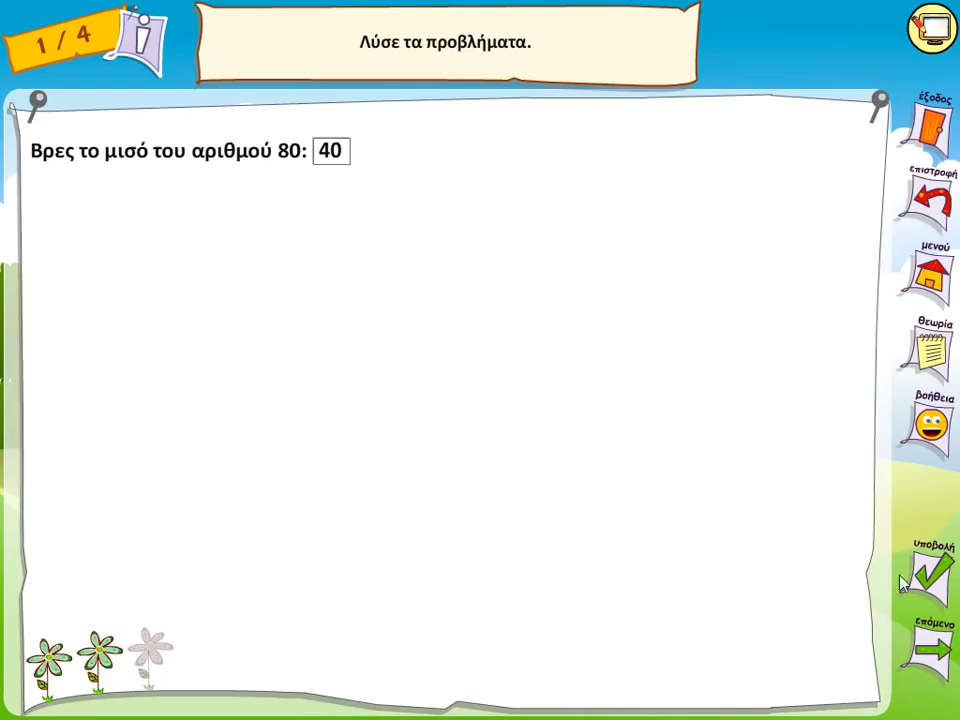 1 / 4
Λύσε τα προβλήματα.
Βρες το μισό του αριθμού 80: 40
έξοδος
επιστροφή
μενού
θεωρία
βοήθεια
υποβολή
επόμενο